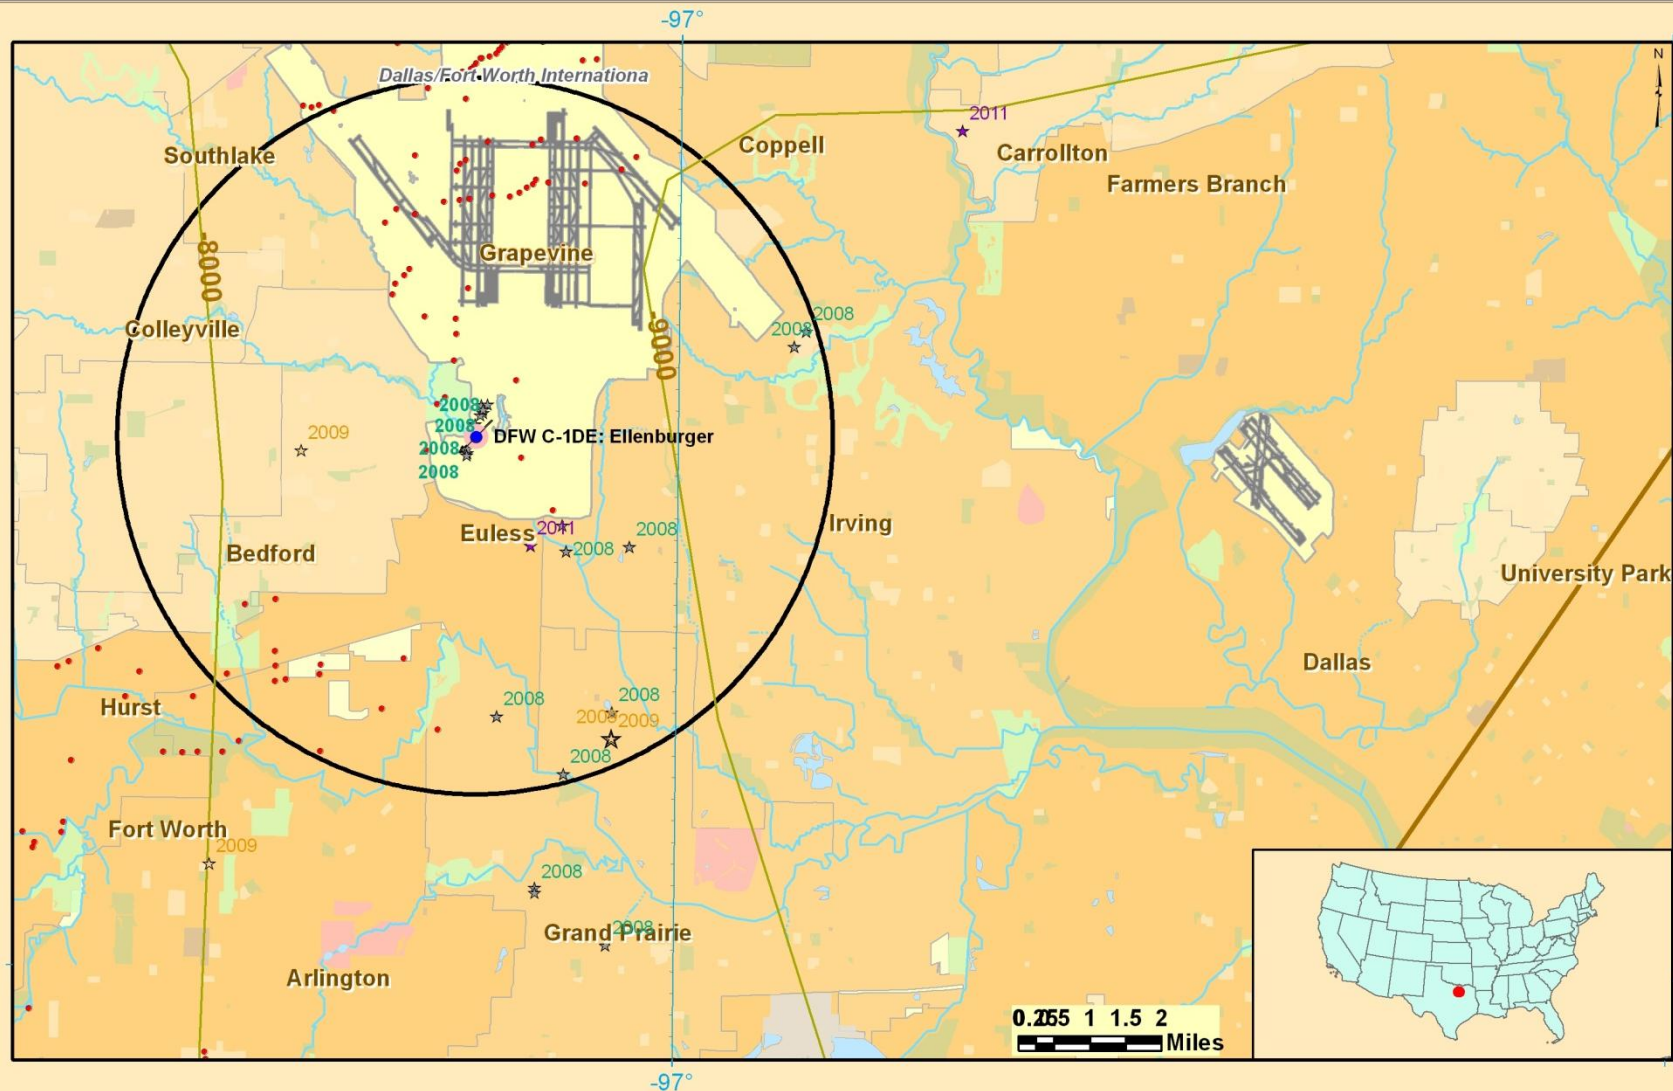 -97°
N
Dallas/Fort Worth Internationa
2011
Coppell
Carrollton
Southlake
Farmers Branch
-8000
Grapevine
2008
2008
Colleyville
-9000
2008
2008
DFW C-1DE: Ellenburger
2009
2008
2008
2011
2008
2008
Euless
Irving
Bedford
University Park
Dallas
2008
2008
Hurst
2009
2009
2008
Fort Worth
2009
2008
2008
Grand Prairie
Arlington
1 1.5 2
Miles
-97°